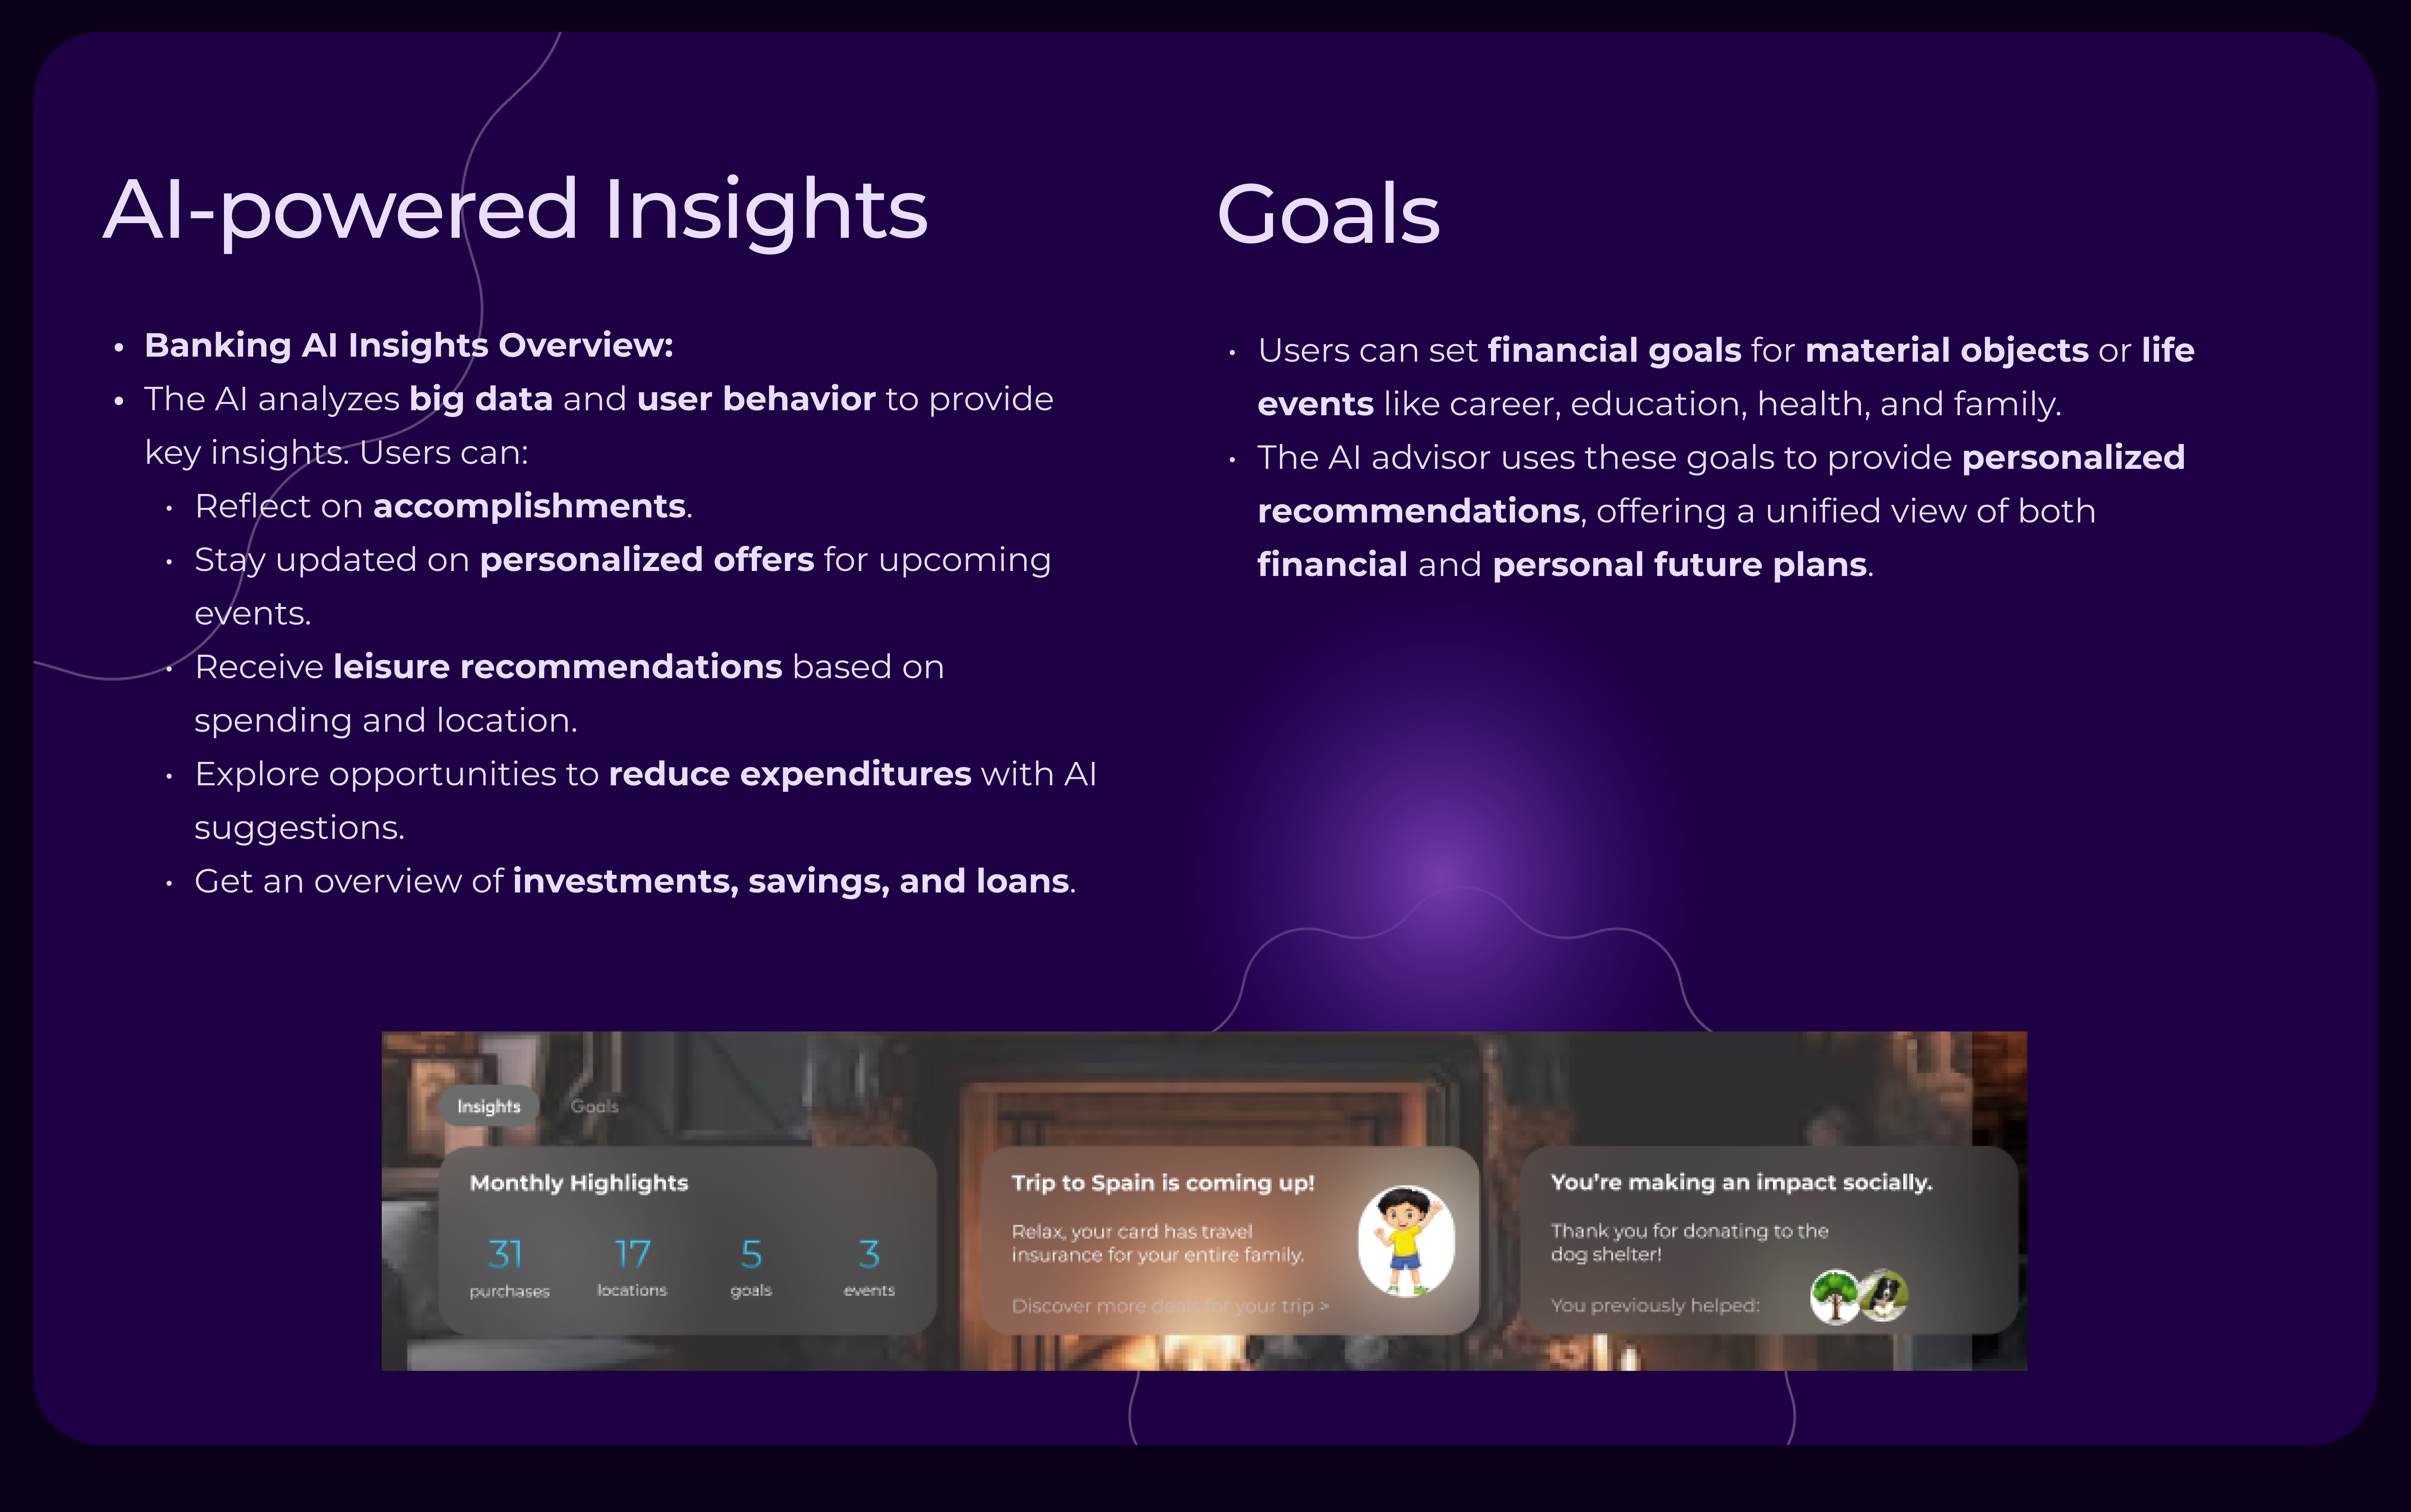 AI-powered Insights
• Banking AI Insights Overview:
• The AI analyzes big data and user behavior to provide
key insights. Users can:
• Reflect on accomplishments.
• Stay updated on personalized offers for upcoming
events.
• Receive leisure recommendations based on
spending and location.
• Explore opportunities to reduce expenditures with AI
suggestions.
• Get an overview of investments, savings, and loans.
Goals
• Users can set financial goals for material objects or life
events like career, education, health, and family.
• The AI advisor uses these goals to provide personalized
recommendations, offering a unified view of both
financial and personal future plans.
Insights Goals
Monthly Highlights
31 17 5 3
purchases locations goals events
Trip to Spain is coming up!
Relax, your card has travel
insurance for your entire family.
Discover more deals for your trip >
You're making an impact socially.
Thank you for donating to the
dog shelter!
You previously helped: